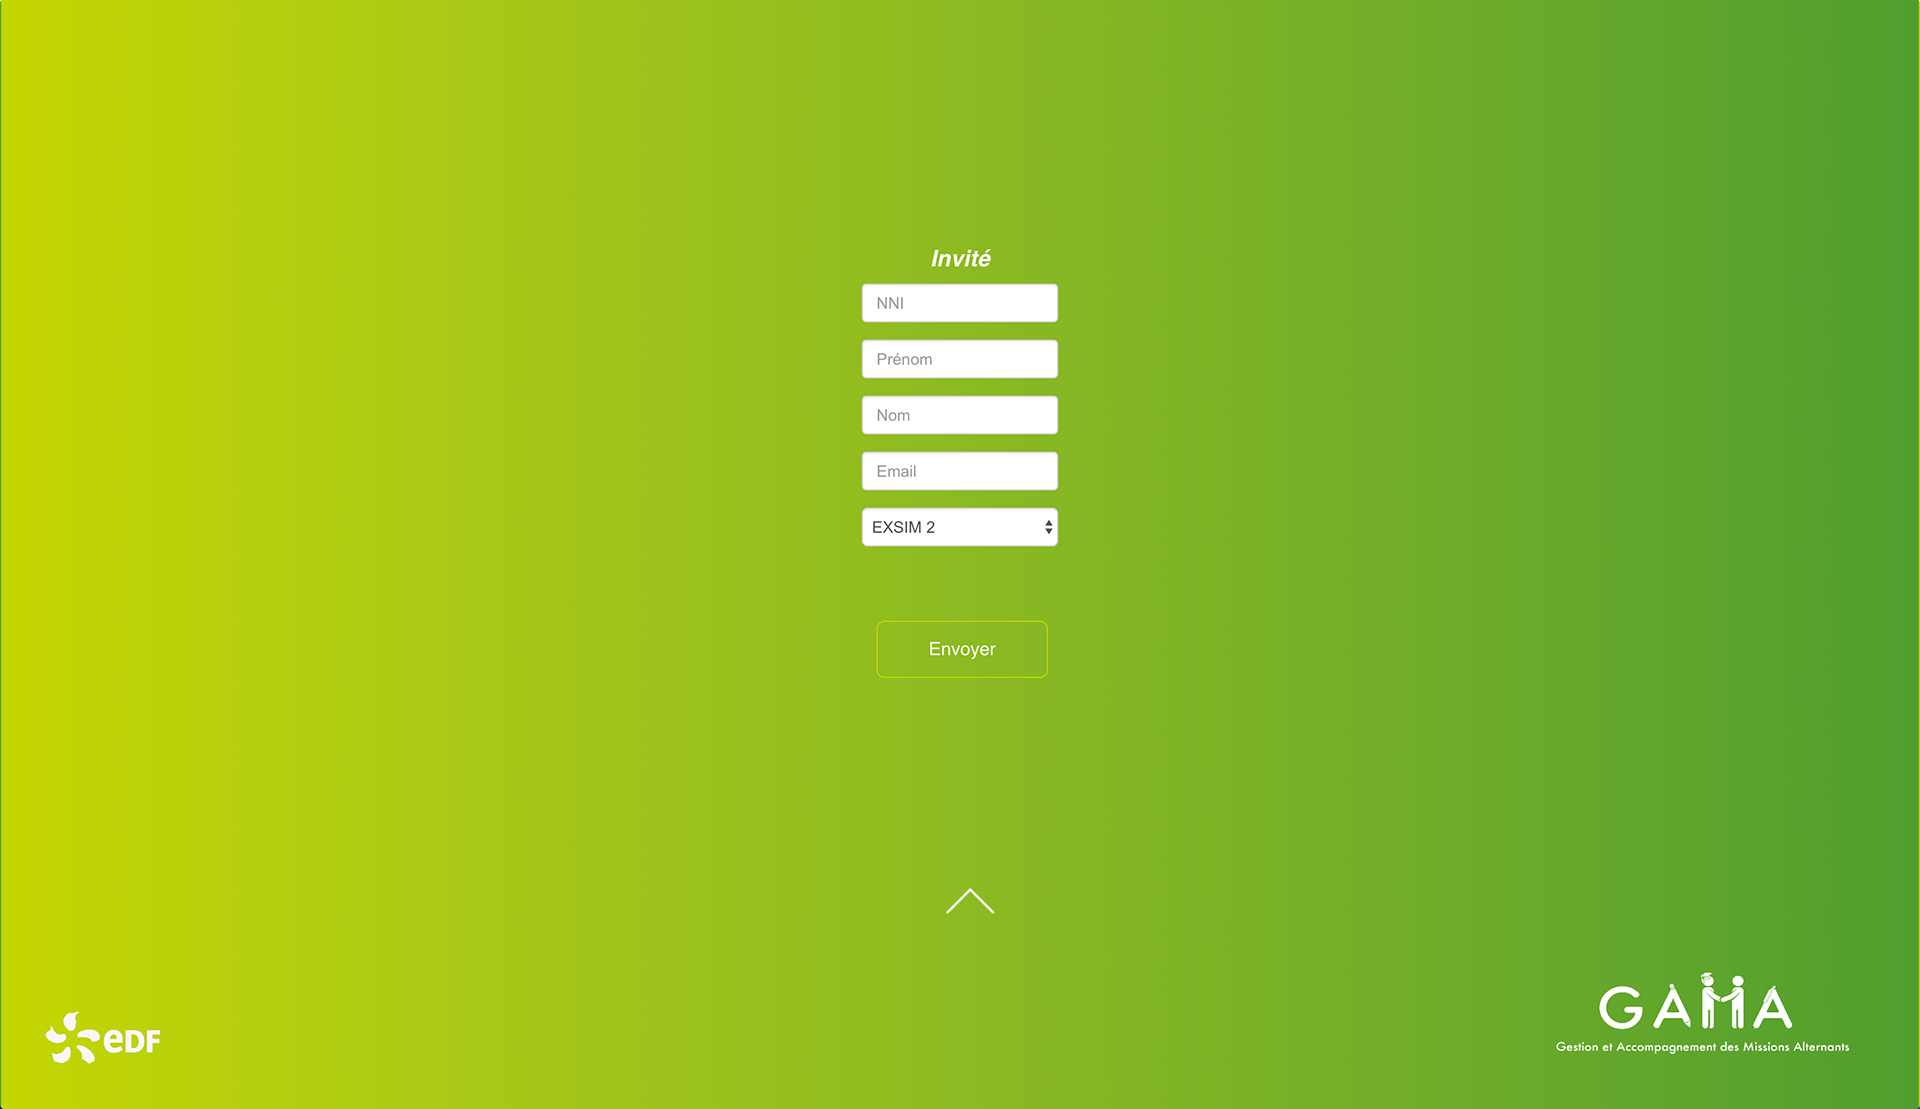 Invité
NNI
Prénom
Nom
Email
EXSIM 2
Envoyer
eDF
GAMA
Gestion et Accompagnement des Missions Alternants